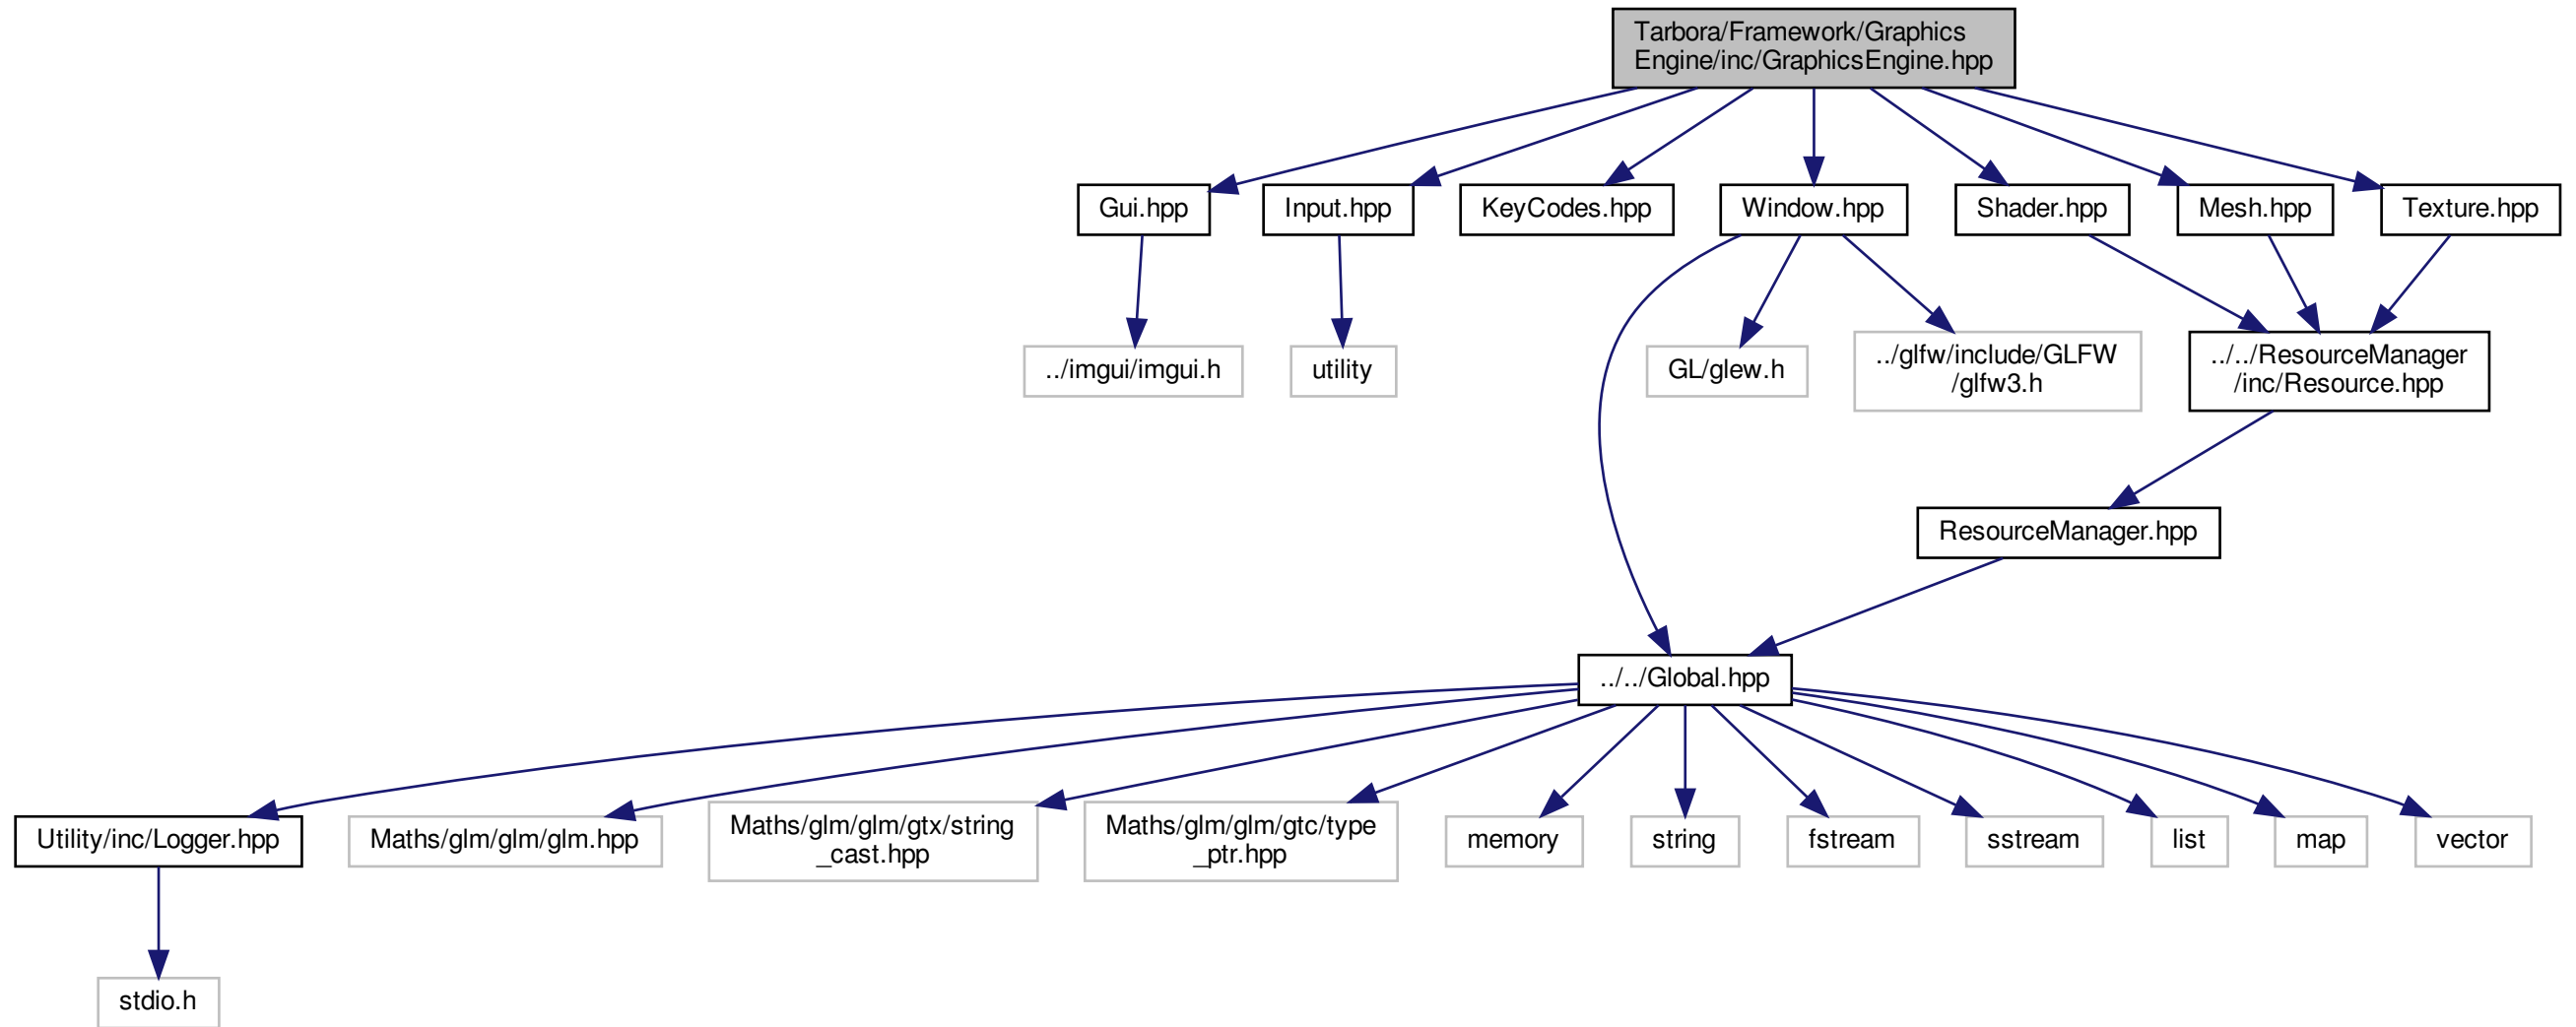 Tarbora/Framework/Graphics
Engine/inc/GraphicsEngine.hpp
Gui.hpp
Input.hpp
KeyCodes.hpp
Window.hpp
Shader.hpp
Mesh.hpp
Texture.hpp
../imgui/imgui.h
utility
GL/glew.h
../glfw/include/GLFW
/glfw3.h
../../ResourceManager
/inc/Resource.hpp
ResourceManager.hpp
../../Global.hpp
Utility/inc/Logger.hpp
Maths/glm/glm/glm.hpp
Maths/glm/glm/gtx/string
_cast.hpp
Maths/glm/glm/gtc/type
_ptr.hpp
memory
string
fstream
sstream
list
map
vector
stdio.h